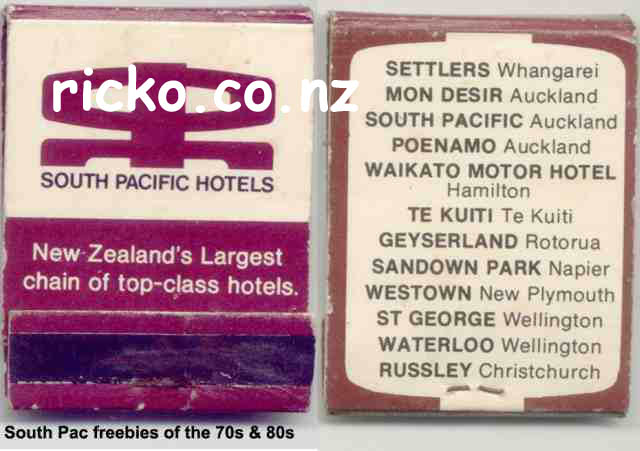 ricko.co.nz
SOUTH PACIFIC HOTELS
New Zealand's Largest
chain of top-class hotels.
South Pac freebies of the 70s & 80s
SETTLERS Whangarei
MON DESIR Auckland
SOUTH PACIFIC Auckland
POENAMO Auckland
WAIKATO MOTOR HOTEL
Hamilton
TE KUITI Te Kuiti
GEYSERLAND Rotorua
SANDOWN PARK Napier
WESTOWN New Plymouth
ST GEORGE Wellington
WATERLOO Wellington
RUSSLEY Christchurch